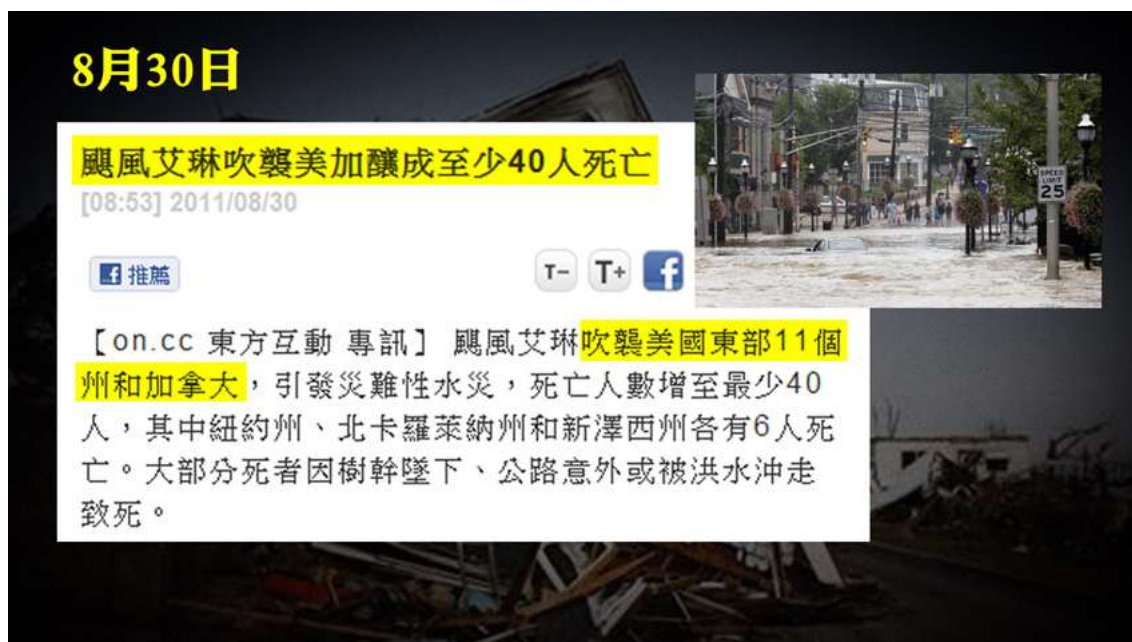 8月30日
颶風艾琳吹襲美加釀成至少40人死亡
[08:53] 2011/08/30
推薦
T- T+ f
SPEED
LIMIT
25
【on.cc 東方互動 專訊】 颶風艾琳吹襲美國東部11個
州和加拿大，引發災難性水災，死亡人數增至最少40
人，其中紐約州、北卡羅萊納州和新澤西州各有6人死
亡。大部分死者因樹幹墜下、公路意外或被洪水沖走
致死。